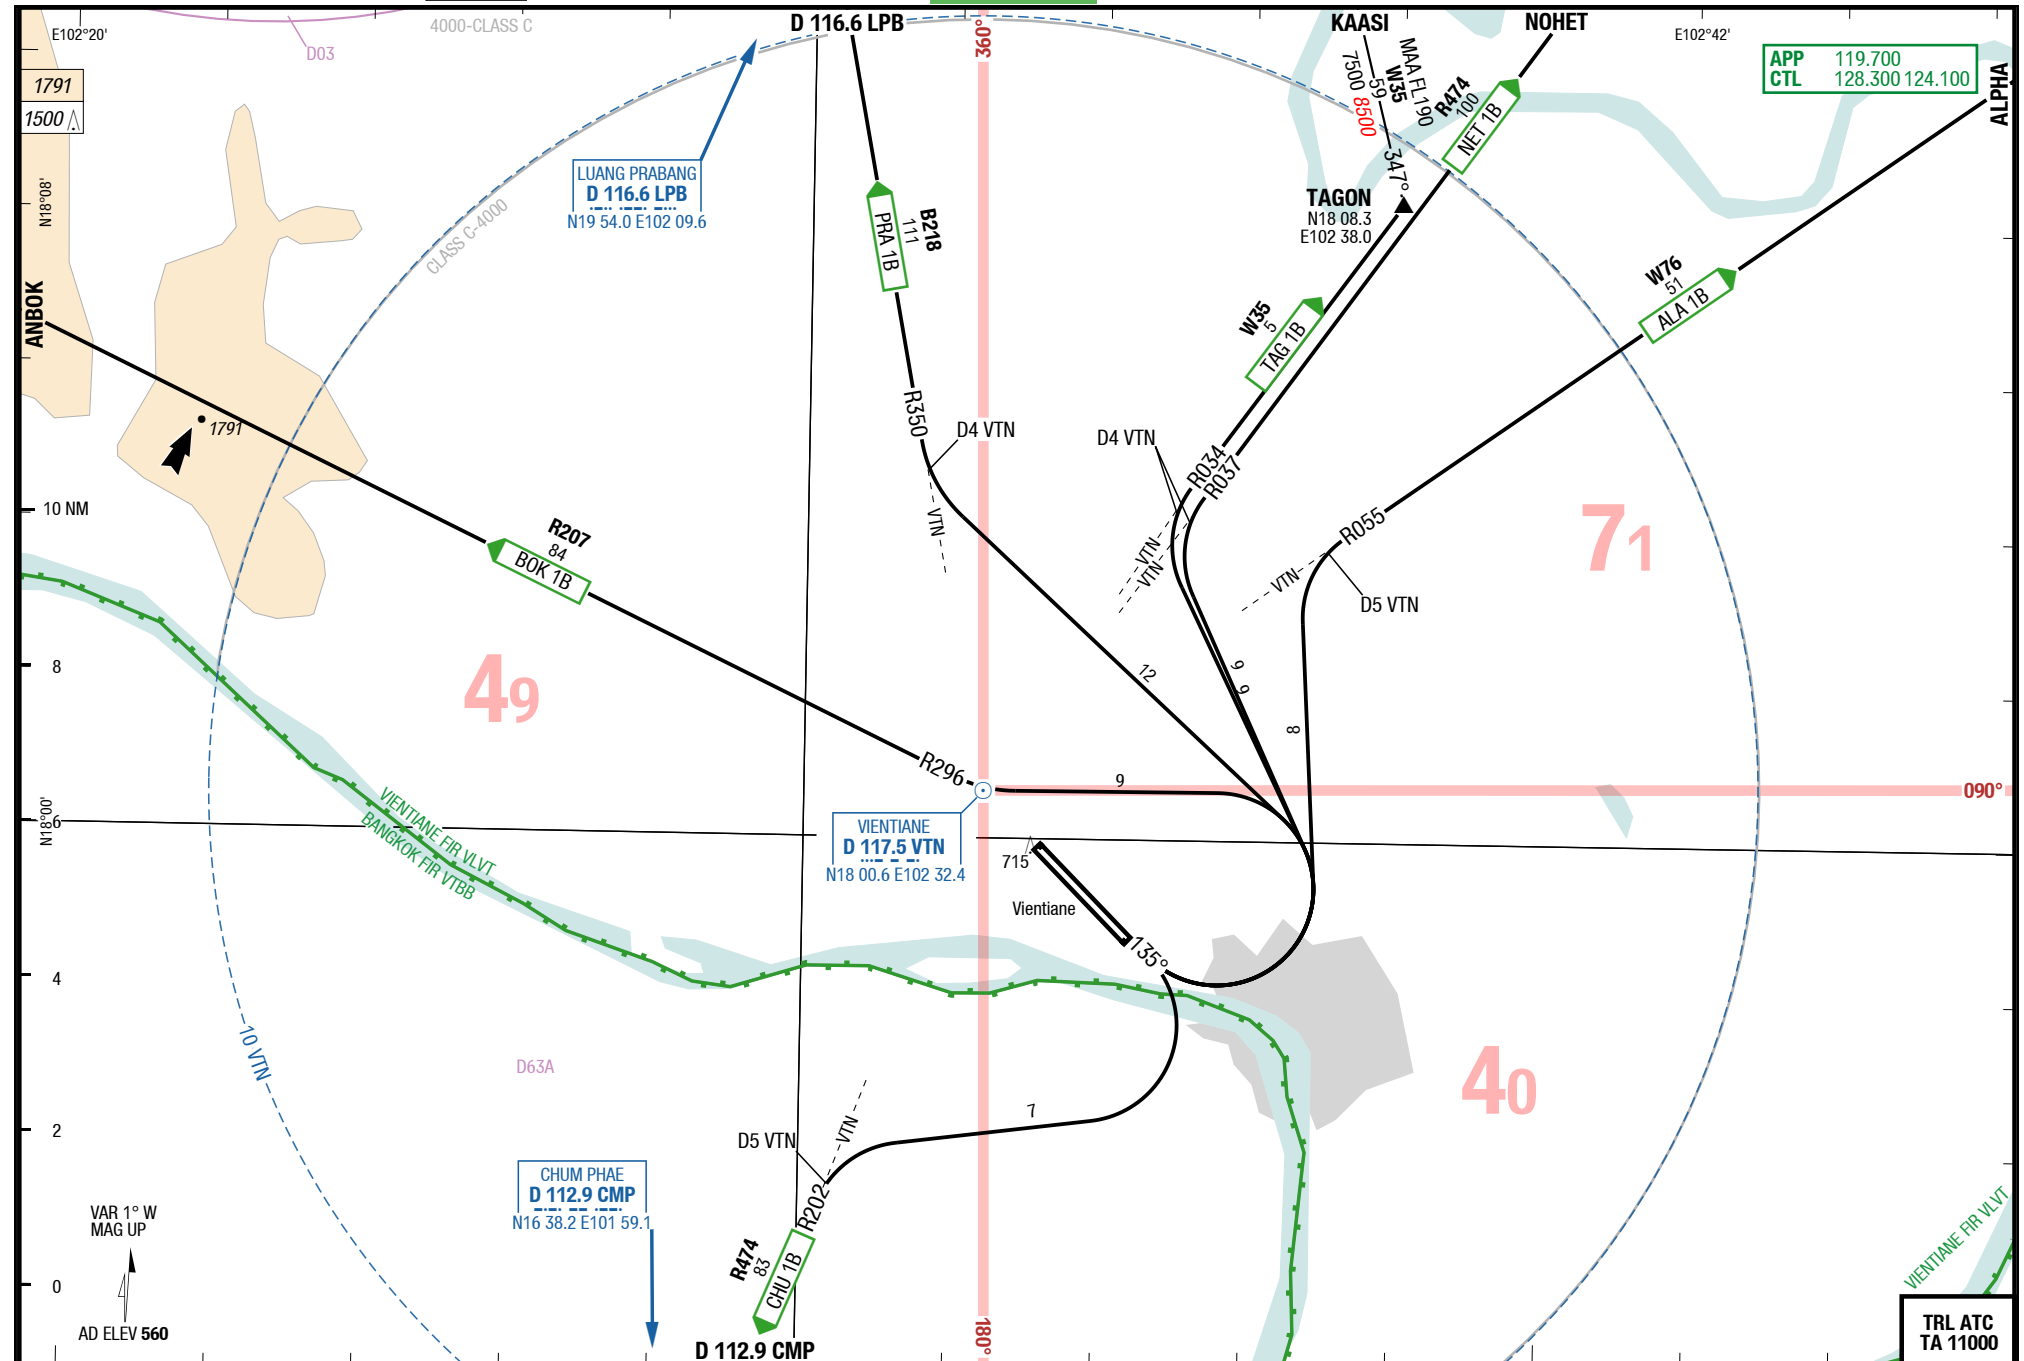 E102°20'
4000-CLASS C
D03
D 116.6 LPB
360°
KAASI
NOHET
E102°42'
APP 119.700
CTL 128.300 124.100
ALPHA
1791
1500
MAA FL190
W35
59
7500 8500
347°
R474
100
NET 1B
LUANG PRABANG
D 116.6 LPB
N19 54.0 E102 09.6
N18°08'
CLASS C-4000
B218
111
PRA 1B
TAGON
N18 08.3
E102 38.0
W76
51
ALA 1B
ANBOK
W35
5
TAG 1B
1791
R350
D4 VTN
D4 VTN
R034
R037
VTN
VTN
VTN
R055
VTN
D5 VTN
10 NM
R207
84
BOK 1B
71
49
8
12
9
9
8
R296
9
090°
VIENTIANE
D 117.5 VTN
N18 00.6 E102 32.4
N18°00'
6
VIENTIANE FIR VLVT
BANGKOK FIR VTBB
715
Vientiane
135°
4
10 VTN
D63A
40
7
2
D5 VTN
VTN
R202
CHUM PHAE
D 112.9 CMP
N16 38.2 E101 59.1
R474
83
CHU 1B
VAR 1° W
MAG UP
0
AD ELEV 560
D 112.9 CMP
180°
VIENTIANE FIR VLVT
TRL ATC
TA 11000